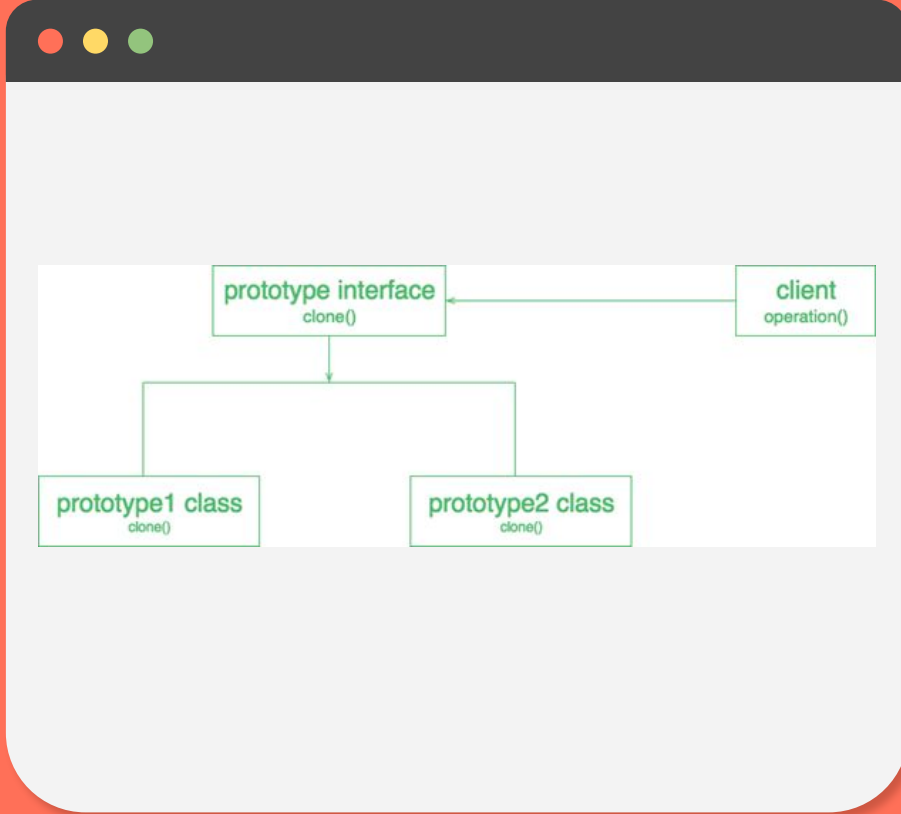 prototype interface
clone()
client
operation()
prototype1 class
clone()
prototype2 class
clone()